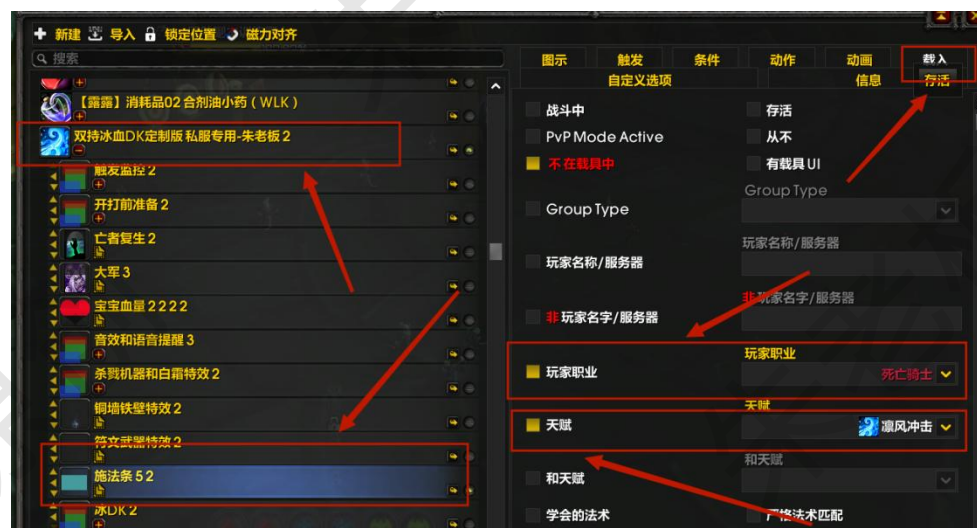 新建 导入 锁定位置 磁力对齐
搜索
【露露】消耗品02 合剂油小药（WLK）
双持冰血DK定制版 私服专用-朱老板 2
触发监控 2
开打前准备 2
亡者复生 2
大军 3
宝宝血量 2 2 2 2
音效和语音提醒 3
杀戮机器和白霜特效 2
铜墙铁壁特效 2
符文武器特效 2
施法条 5 2
冰DK 2
图示 触发 条件 动作 动画 载入
自定义选项 信息 存活
战斗中 存活
PvP Mode Active 从不
不在载具中 有载具UI
Group Type
Group Type
玩家名称/服务器
玩家名称/服务器
非 玩家名字/服务器
非 玩家名字/服务器
玩家职业
玩家职业 死亡骑士
天赋
天赋 凛风冲击
和天赋
和天赋
学会的法术 严格法术匹配